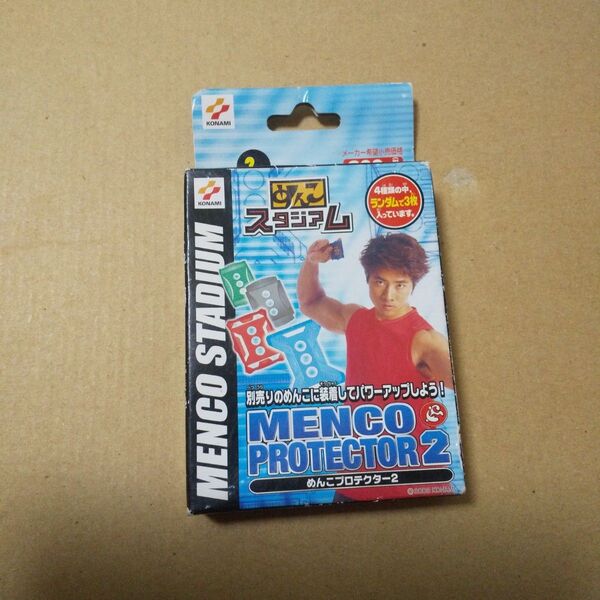 KONAMI
2
メーカー希望小売価格
KONAMI
めんこ
スタジアム
4種類の中、
ランダムで3枚
入っています。
MENCO STADIUM
別売りのめんこに装着してパワーアップしよう!
MENCO
PROTECTOR 2
めんこプロテクター2